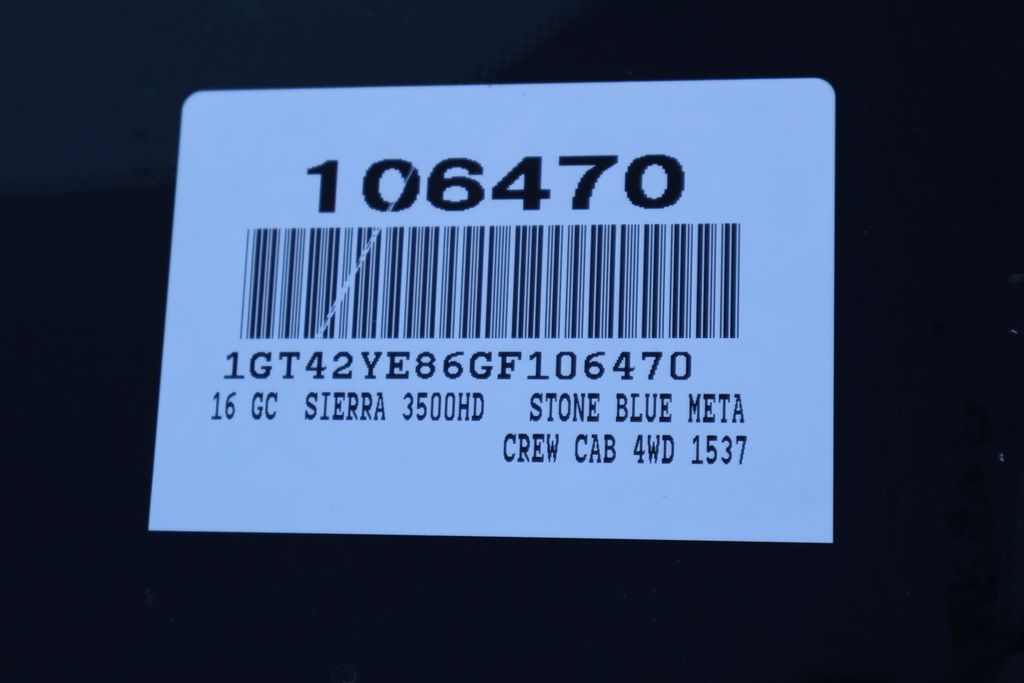 106470
1GT42YE86GF106470
16 GC SIERRA 3500HD STONE BLUE META
CREW CAB 4WD 1537